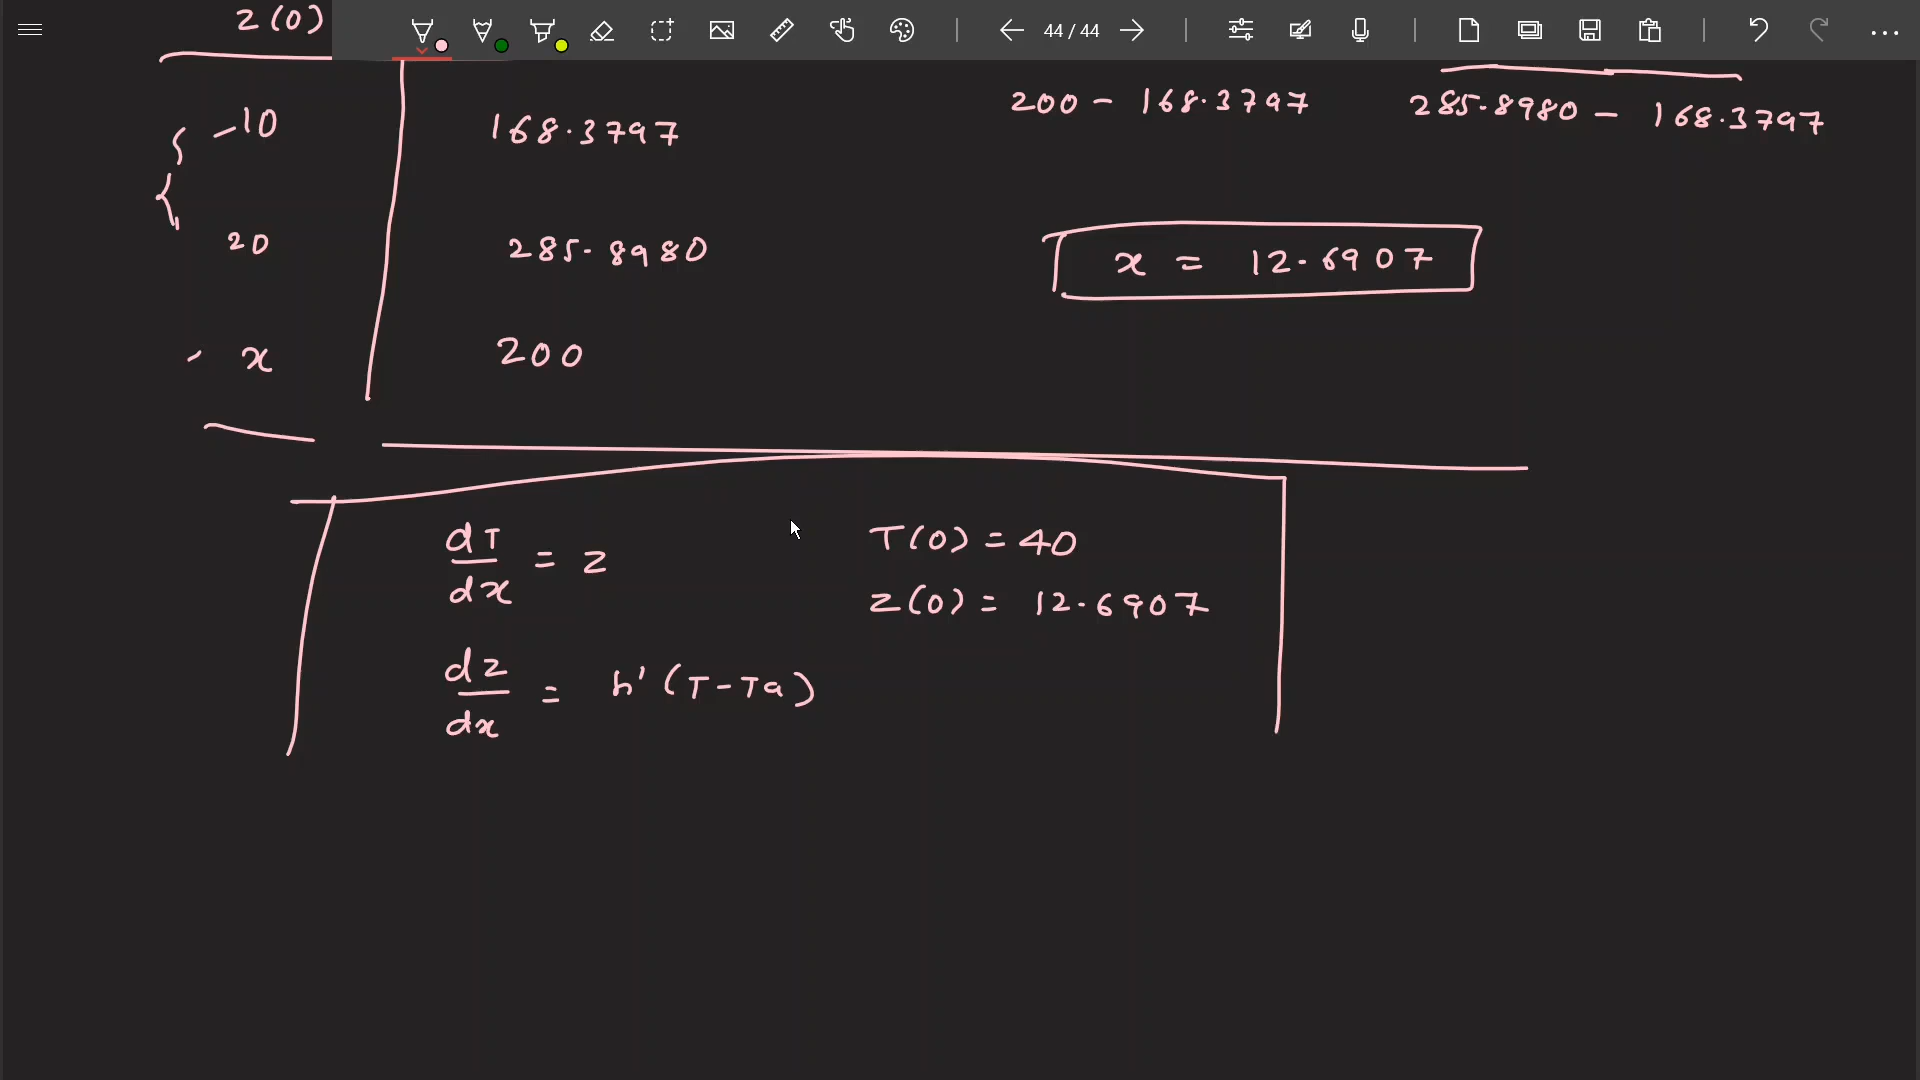 z(0)
44 / 44
-10
168.3797
200 - 168.3797
285.8980 - 168.3797
20
285.8980
x = 12.6907
x
200
dT/dx = z
T(0) = 40
z(0) = 12.6907
dz/dx = h'(T-Ta)